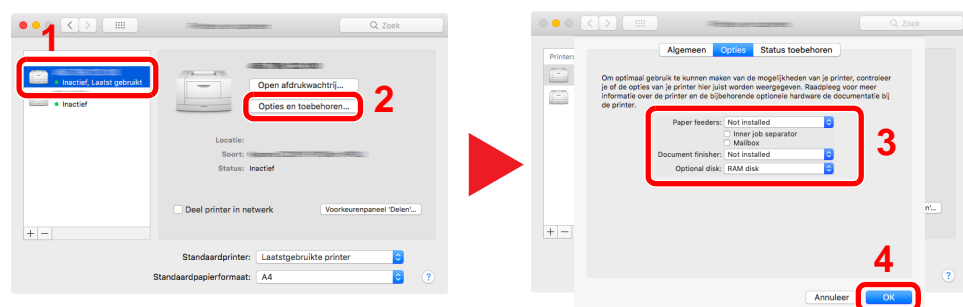 1
Zoek
Inactief, Laatst gebruikt
Inactief
Open afdrukwachtrij...
Opties en toebehoren...
2
Locatie:
Soort:
Status: Inactief
Deel printer in netwerk
Voorkeurenpaneel 'Delen'...
+ −
Standaardprinter: Laatstgebruikte printer
Standaardpapierformaat: A4
?
Zoek
Printers
Algemeen Opties Status toebehoren
Om optimaal gebruik te kunnen maken van de mogelijkheden van je printer, controleer
je of de opties van je printer hier juist worden weergegeven. Raadpleeg voor meer
informatie over de printer en de bijbehorende optionele hardware de documentatie bij
de printer.
Paper feeders: Not installed
Inner job separator
Mailbox
Document finisher: Not installed
Optional disk: RAM disk
3
n'...
+ −
4
?
Annuleer OK